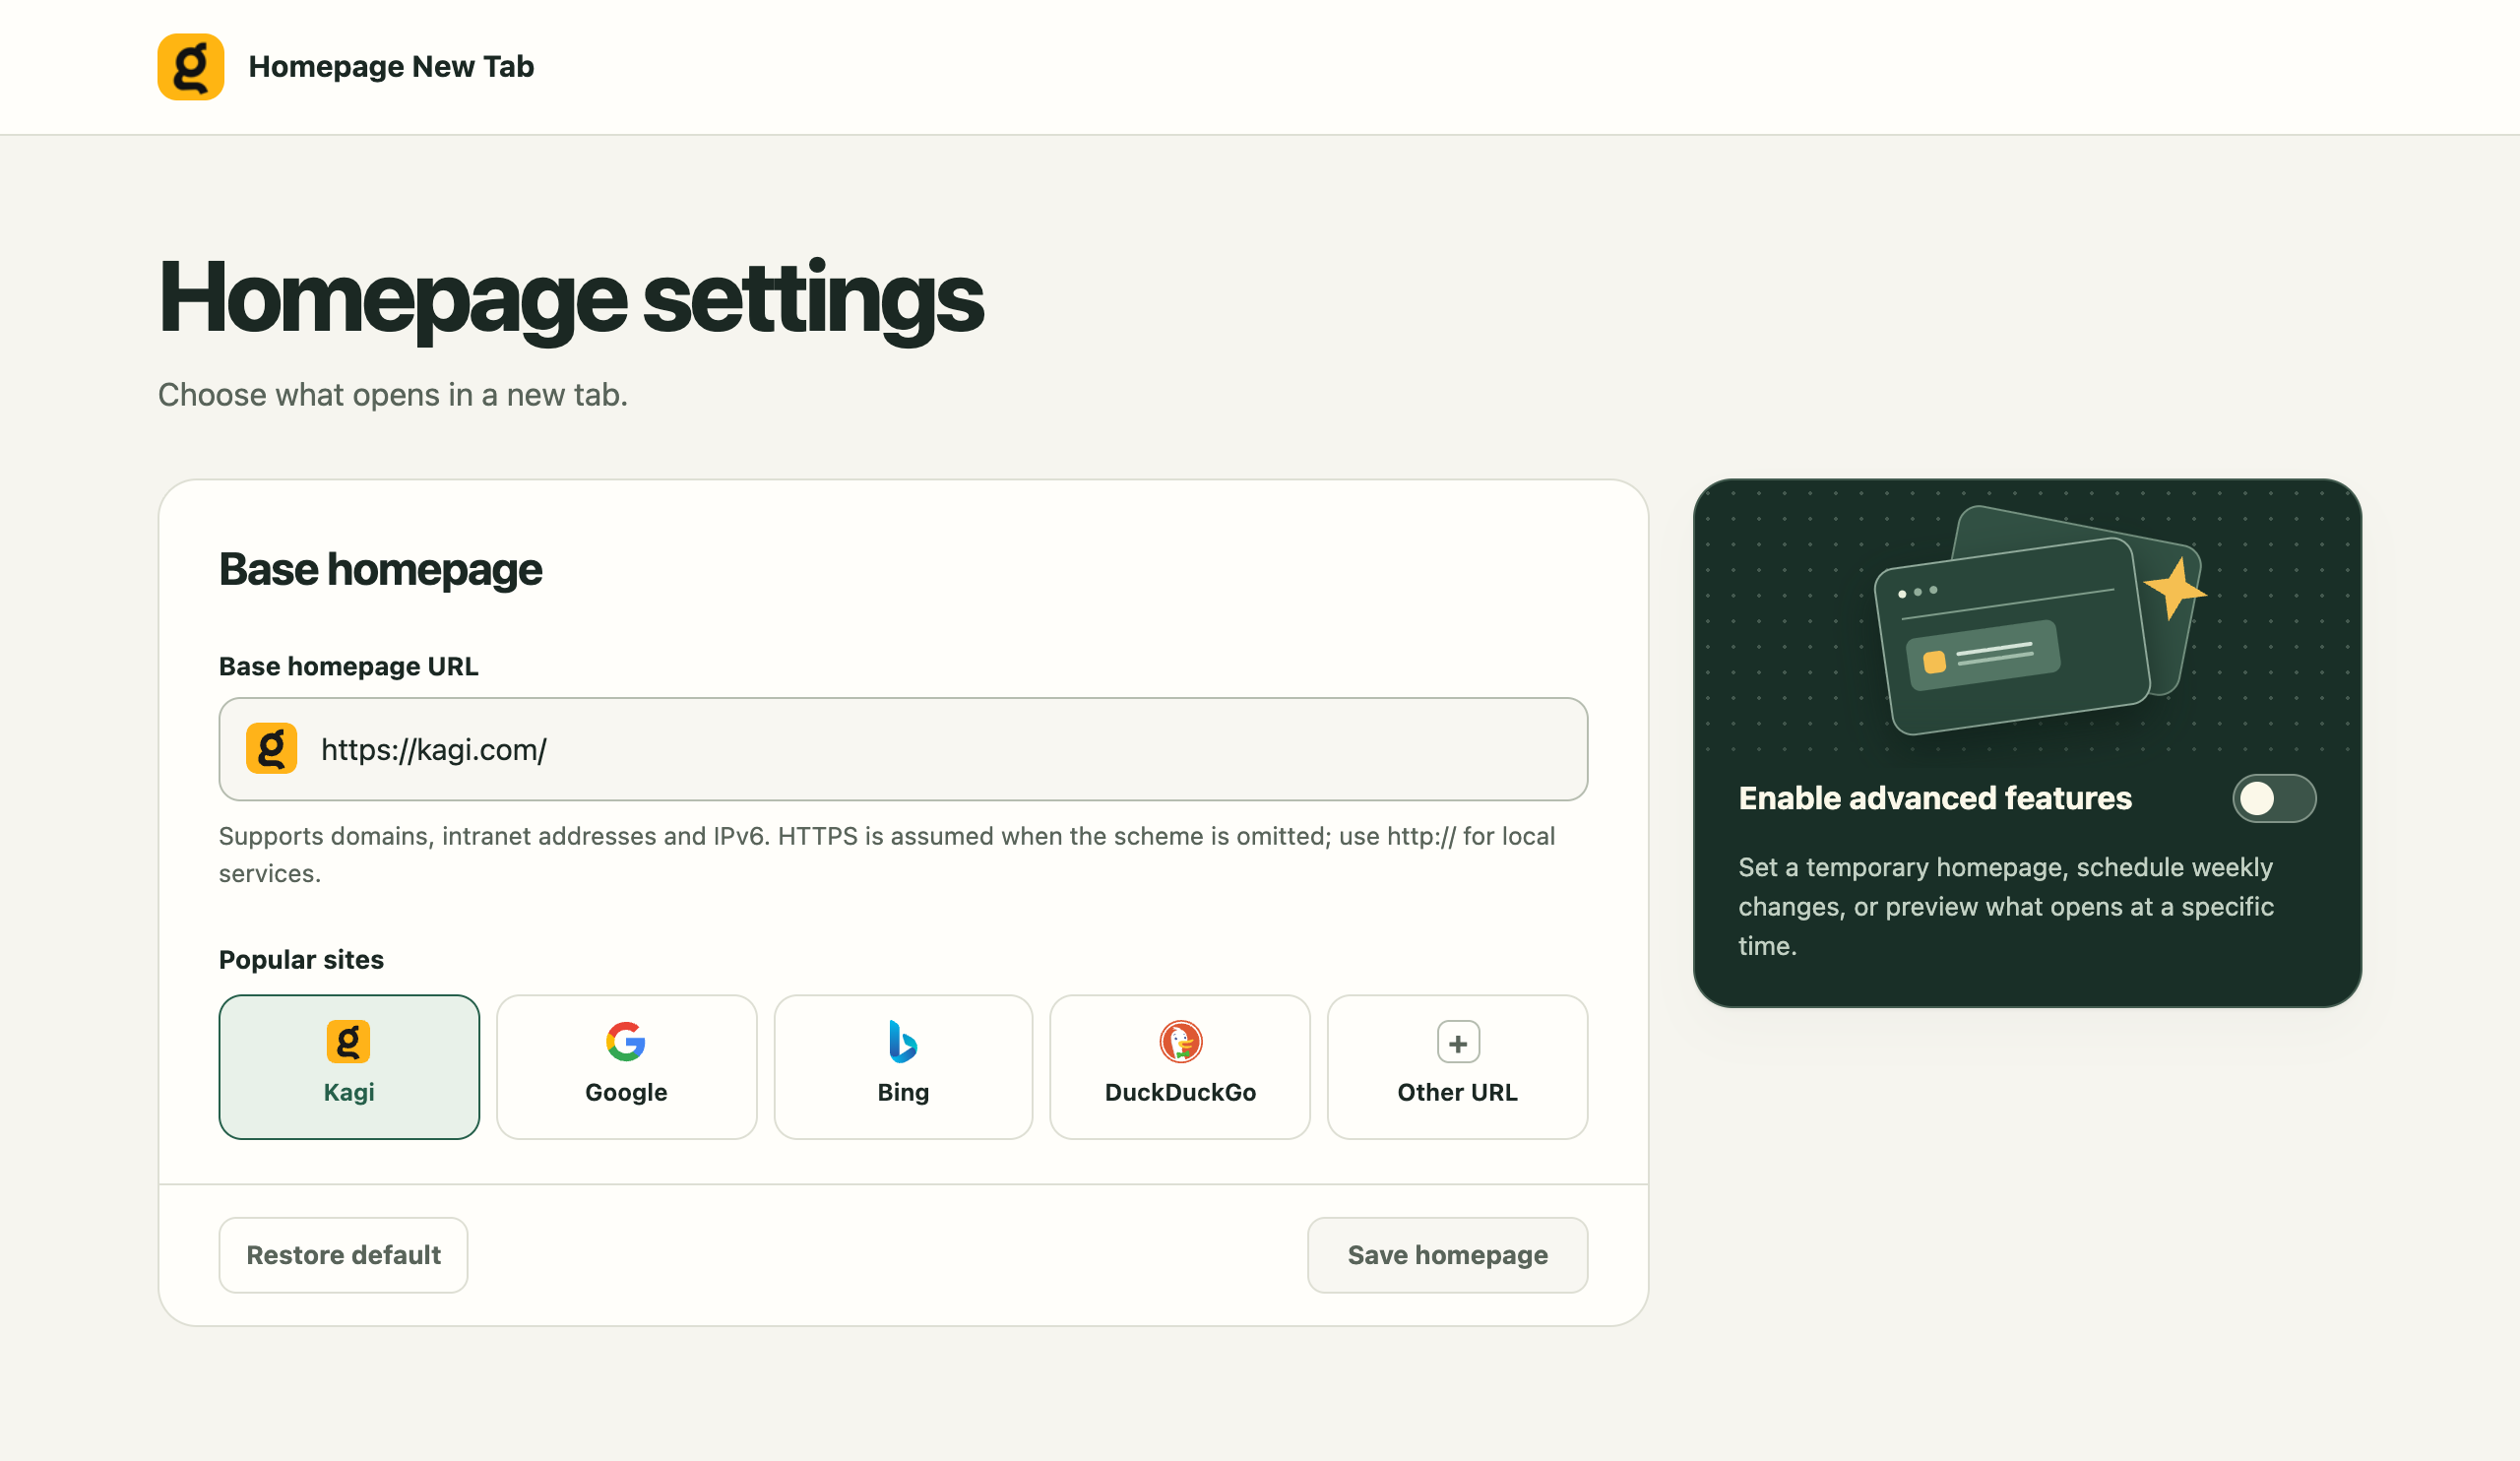 Homepage New Tab
Homepage settings
Choose what opens in a new tab.
Base homepage
Base homepage URL
https://kagi.com/
Supports domains, intranet addresses and IPv6. HTTPS is assumed when the scheme is omitted; use http:// for local
services.
Popular sites
Kagi
Google
Bing
DuckDuckGo
Other URL
Restore default
Save homepage
Enable advanced features
Set a temporary homepage, schedule weekly
changes, or preview what opens at a specific
time.